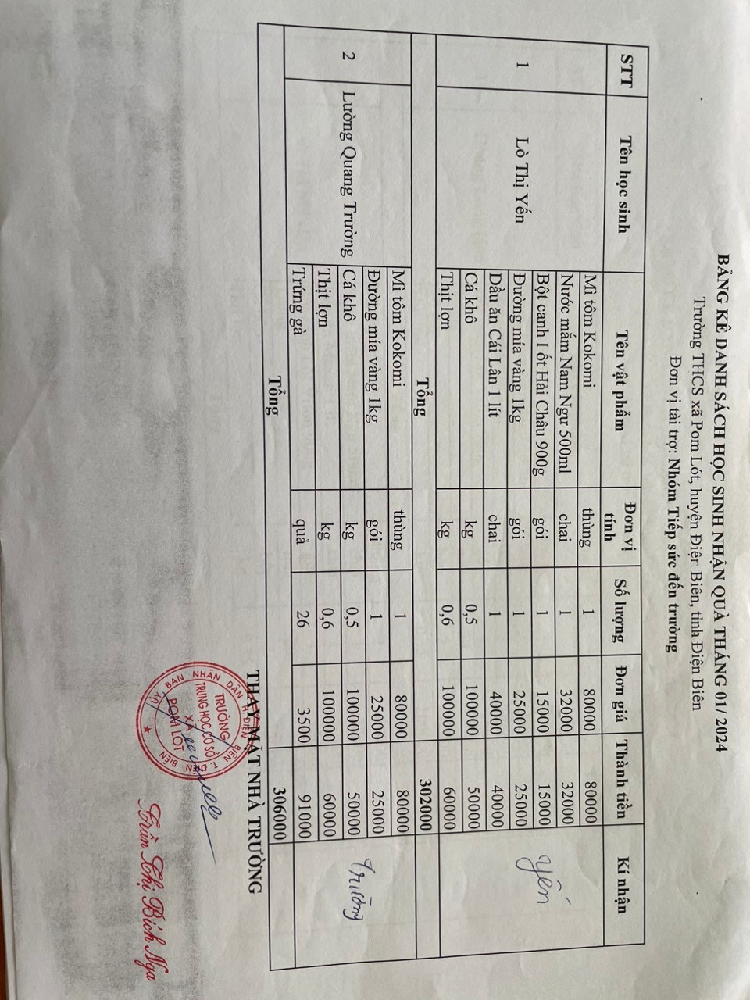 BẢNG KÊ DANH SÁCH HỌC SINH NHẬN QUÀ THÁNG 01/ 2024
Trường THCS xã Pom Lót, huyện Điện Biên, tỉnh Điện Biên
Đơn vị tài trợ: Nhóm Tiếp sức đến trường
STT Tên học sinh Tên vật phẩm Đơn vị tính Số lượng Đơn giá Thành tiền Kí nhận
1 Lò Thị Yến Mì tôm Kokomi thùng 1 80000 80000 Yến
Nước mắm Nam Ngư 500ml chai 1 32000 32000
Bột canh I ốt Hải Châu 900g gói 1 15000 15000
Đường mía vàng 1kg gói 1 25000 25000
Dầu ăn Cái Lân 1 lít chai 1 40000 40000
Cá khô kg 0,5 100000 50000
Thịt lợn kg 0,6 100000 60000
Tổng 302000
2 Lường Quang Trường Mì tôm Kokomi thùng 1 80000 80000 Trường
Đường mía vàng 1kg gói 1 25000 25000
Cá khô kg 0,5 100000 50000
Thịt lợn kg 0,6 100000 60000
Trứng gà quả 26 3500 91000
Tổng 306000
THAY MẶT NHÀ TRƯỜNG
ỦY BAN NHÂN DÂN H. ĐIỆN BIÊN T. ĐIỆN BIÊN
TRƯỜNG
TRUNG HỌC CƠ SỞ
XÃ
POM LÓT
Trần Thị Bích Nga